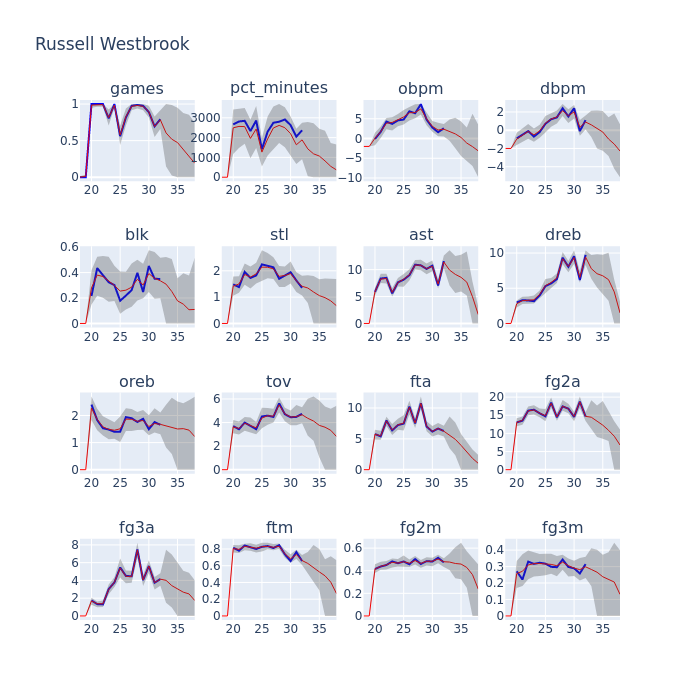 Russell Westbrook
games pct_minutes obpm dbpm
1 0.5 0 20 25 30 35
3000 2000 1000 0 20 25 30 35
5 0 −5 −10 20 25 30 35
2 0 −2 −4 20 25 30 35
blk stl ast dreb
0.6 0.4 0.2 0 20 25 30 35
2 1 0 20 25 30 35
10 5 0 20 25 30 35
10 5 0 20 25 30 35
oreb tov fta fg2a
2 1 0 20 25 30 35
6 4 2 0 20 25 30 35
10 5 0 20 25 30 35
20 15 10 5 0 20 25 30 35
fg3a ftm fg2m fg3m
8 6 4 2 0 20 25 30 35
0.8 0.6 0.4 0.2 0 20 25 30 35
0.6 0.4 0.2 0 20 25 30 35
0.4 0.3 0.2 0.1 0 20 25 30 35